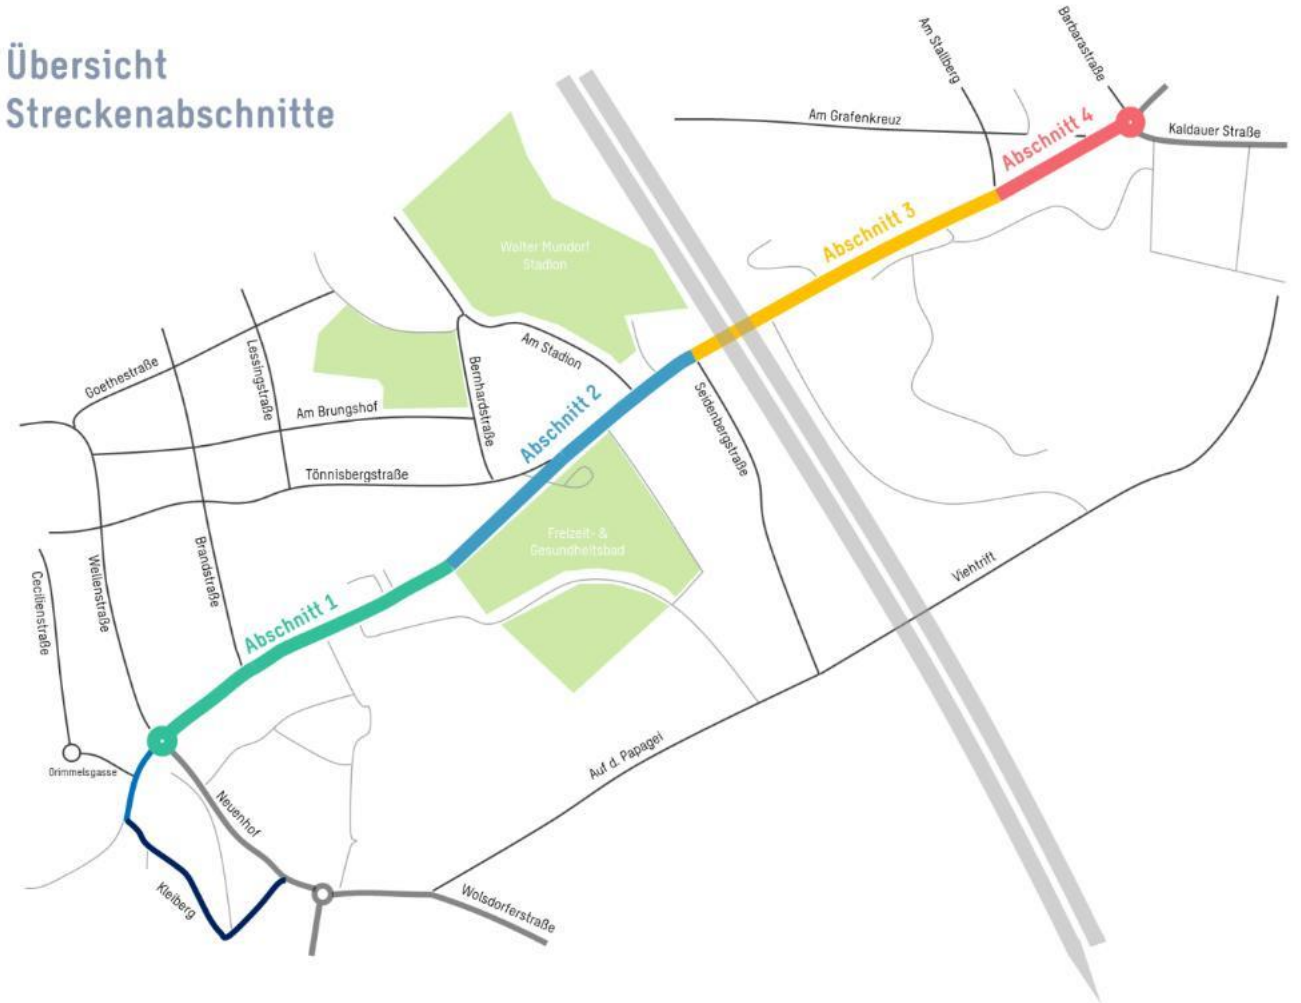 Übersicht
Streckenabschnitte
Am Stallberg
Barbarastraße
Am Grafenkreuz
Abschnitt 4
Kaldauer Straße
Abschnitt 3
Walter Mundorf
Stadion
Am Stadion
Goethestraße
Lessingstraße
Am Brungshof
Bernhardstraße
Abschnitt 2
Seidenbergstraße
Tönnisbergstraße
Freizeit- &
Gesundheitsbad
Viehtrift
Cecilienstraße
Wellenstraße
Brandstraße
Abschnitt 1
Auf d. Papagei
Grimmelsgasse
Neuenhof
Kleiberg
Wolsdorferstraße